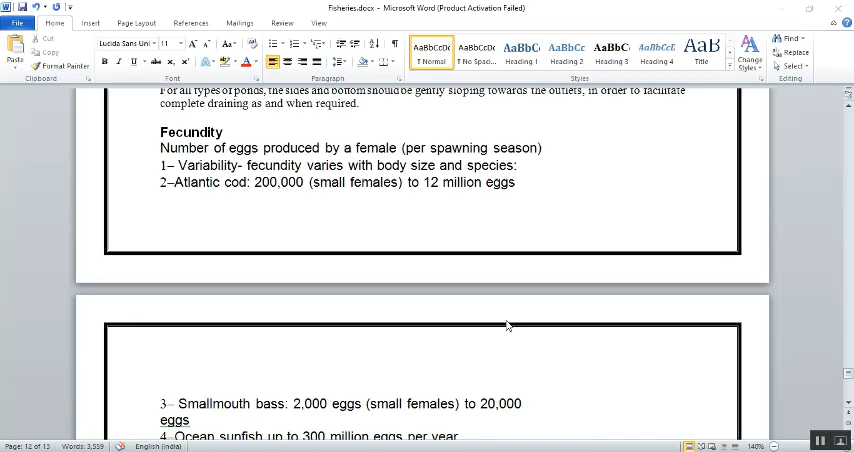 Fisheries.docx - Microsoft Word (Product Activation Failed)
File Home Insert Page Layout References Mailings Review View
Cut
Copy
Format Painter
Paste
Clipboard
Lucida Sans Uni 11
Font
Paragraph
AaBbCcDc AaBbCcDc AaBbC AaBbCc AaBbC AaBbCcL AaB
¶ Normal ¶ No Spaci... Heading 1 Heading 2 Heading 3 Heading 4 Title
Styles
Change Styles
Find
Replace
Select
Editing
For all types of ponds, the sides and bottom should be gently sloping towards the outlets, in order to facilitate
complete draining as and when required.
Fecundity
Number of eggs produced by a female (per spawning season)
1– Variability- fecundity varies with body size and species:
2–Atlantic cod: 200,000 (small females) to 12 million eggs
3– Smallmouth bass: 2,000 eggs (small females) to 20,000
eggs
4–Ocean sunfish up to 300 million eggs per year
Page: 12 of 13 Words: 3,559 English (India) 140%